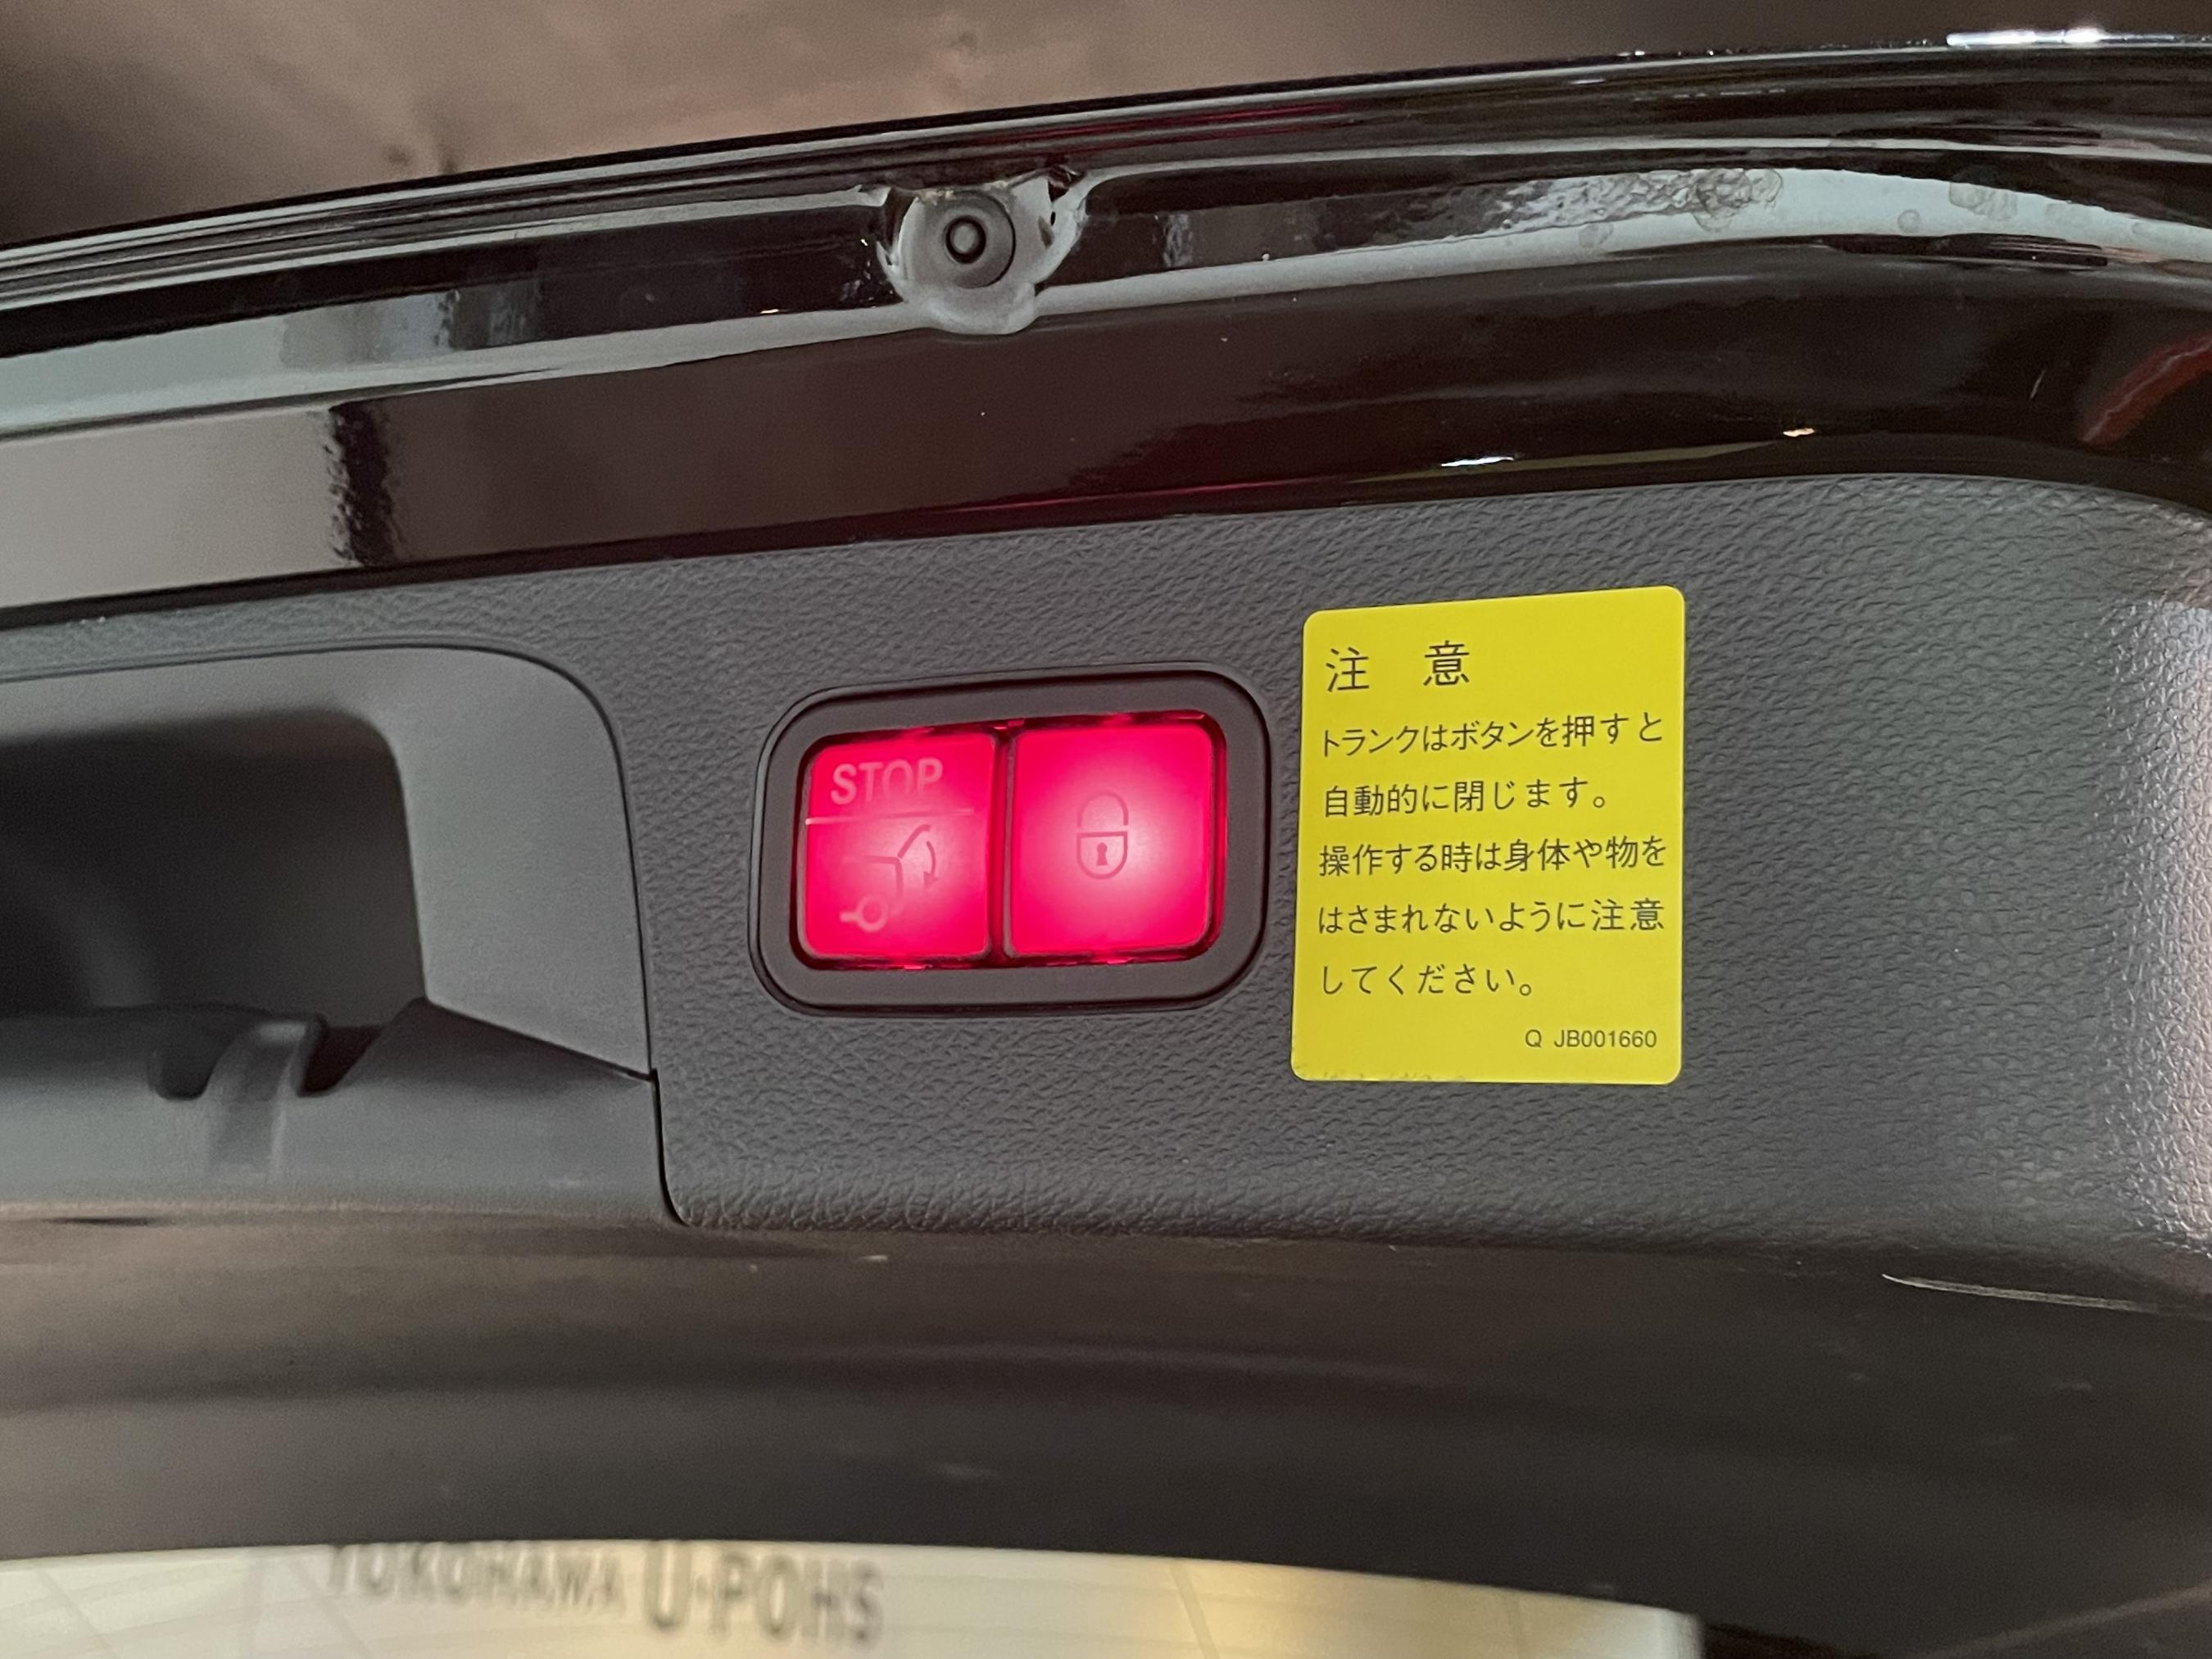 STOP
注 意
トランクはボタンを押すと
自動的に閉じます。
操作する時は身体や物を
はさまれないように注意
してください。
Q JB001660
YOKOHAMA U-POHS